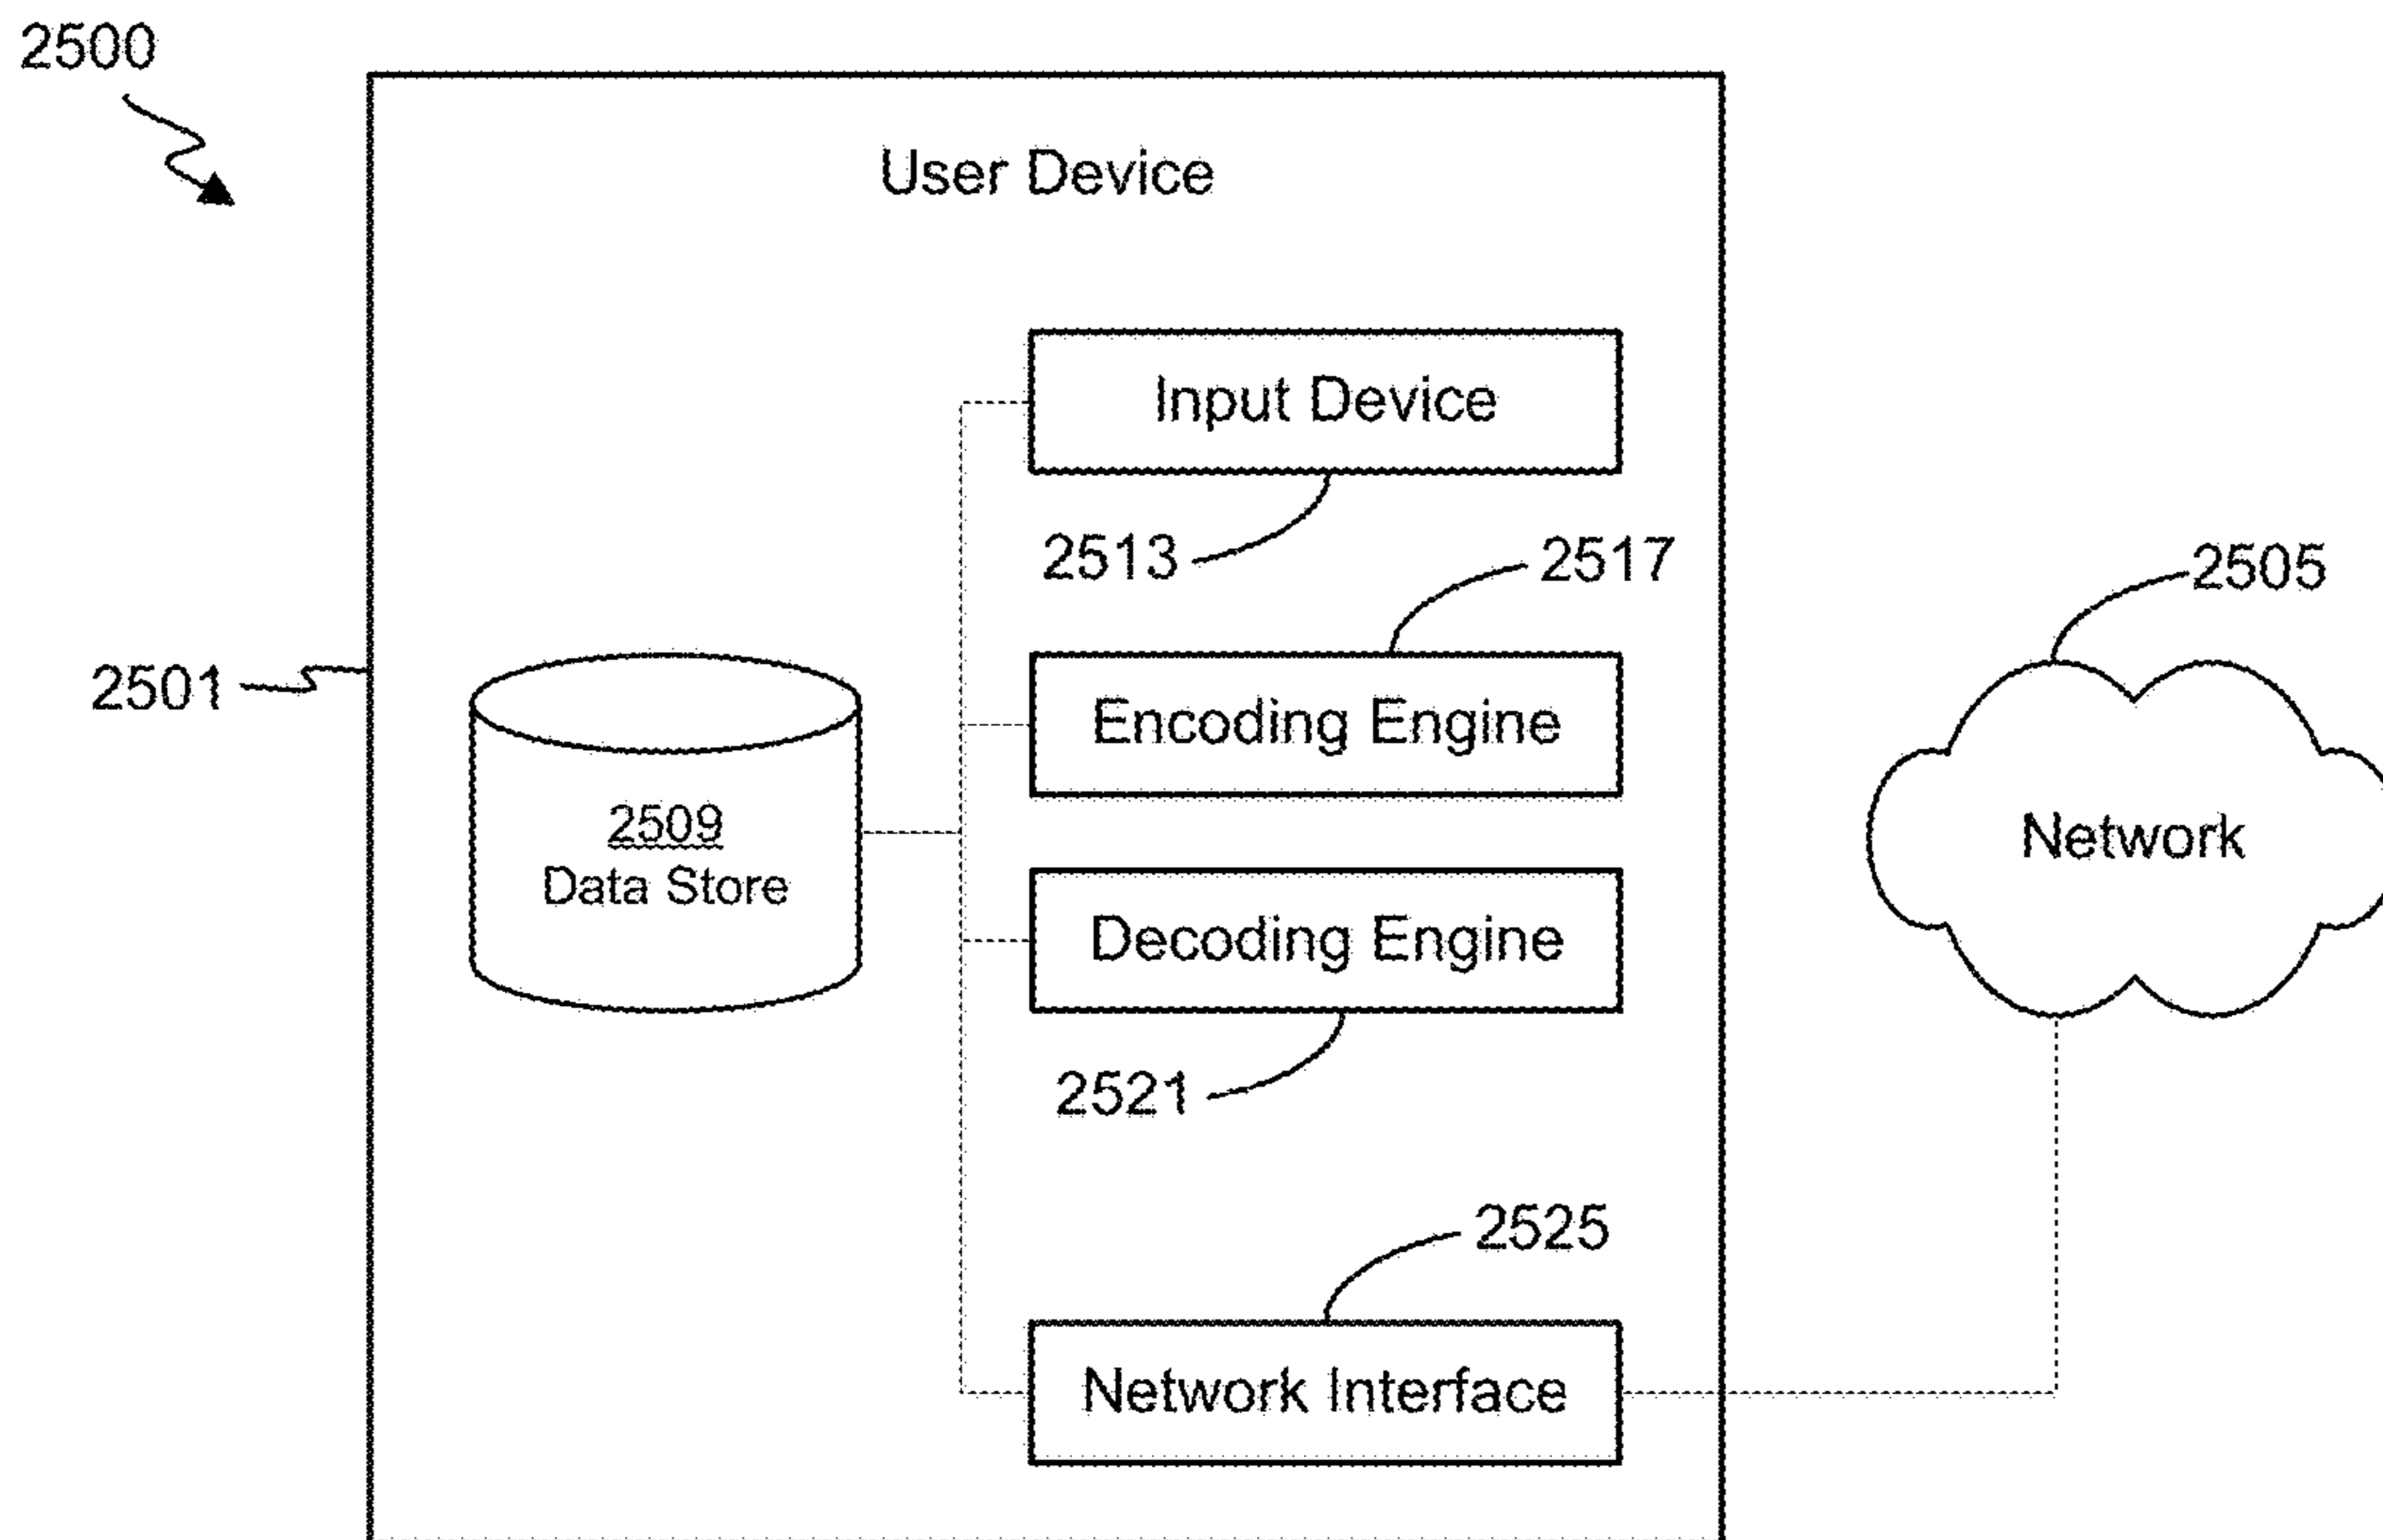 2500
User Device
Input Device
2513
2517
2505
2501
Encoding Engine
2509
Data Store
Network
Decoding Engine
2521
2525
Network Interface